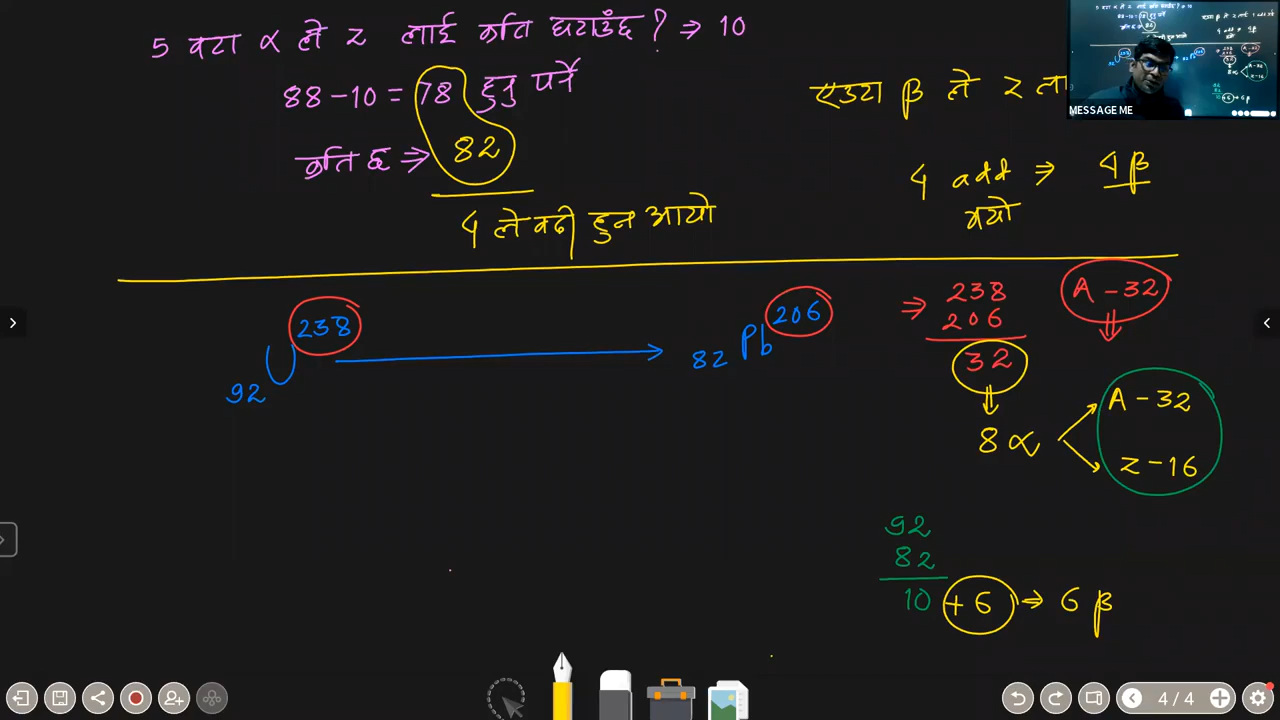 5 वटा α ले z लाई कति घटाउँछ? ⇒ 10
88 - 10 = 78 हुनु पर्ने
कति छ ⇒ 82
4 ले बढी हुन आयो
एउटा β ले z ला
4 add ⇒ 4 β
गर्यो
MESSAGE ME
92 U 238 → 82 Pb 206
⇒ 238
206
32
A - 32
8 α
A - 32
z - 16
92
82
10 + 6 → 6 β
4 / 4